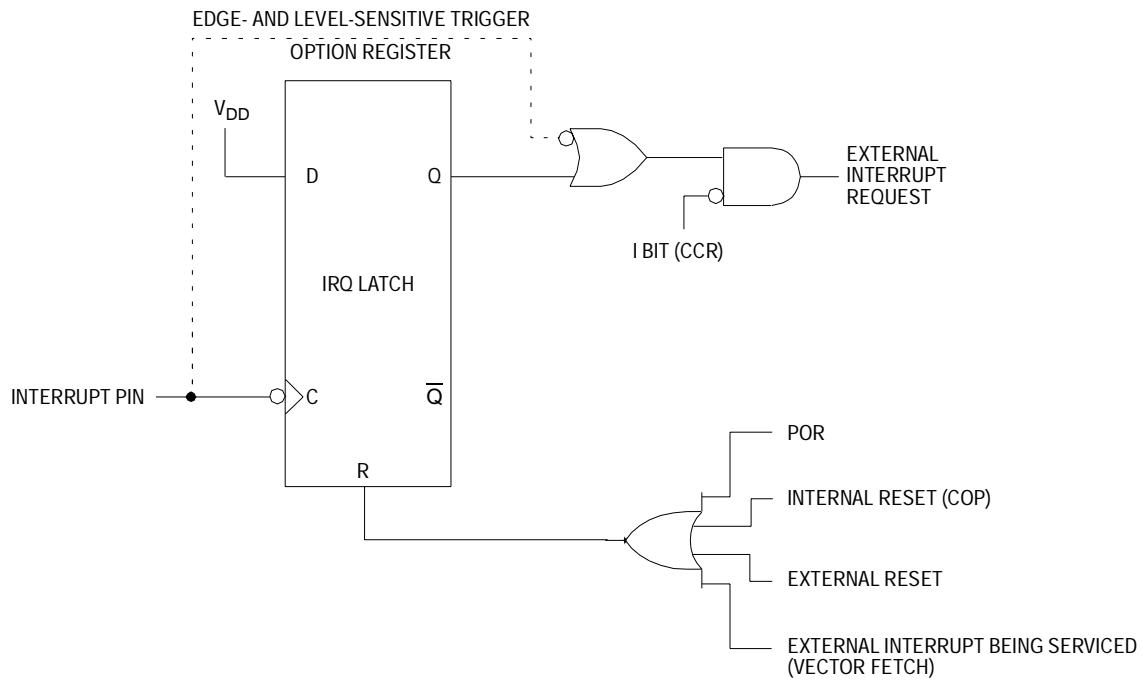 EDGE- AND LEVEL-SENSITIVE TRIGGER
OPTION REGISTER
VDD
D
Q
EXTERNAL
INTERRUPT
REQUEST
I BIT (CCR)
IRQ LATCH
INTERRUPT PIN
C
Q̅
R
POR
INTERNAL RESET (COP)
EXTERNAL RESET
EXTERNAL INTERRUPT BEING SERVICED
(VECTOR FETCH)